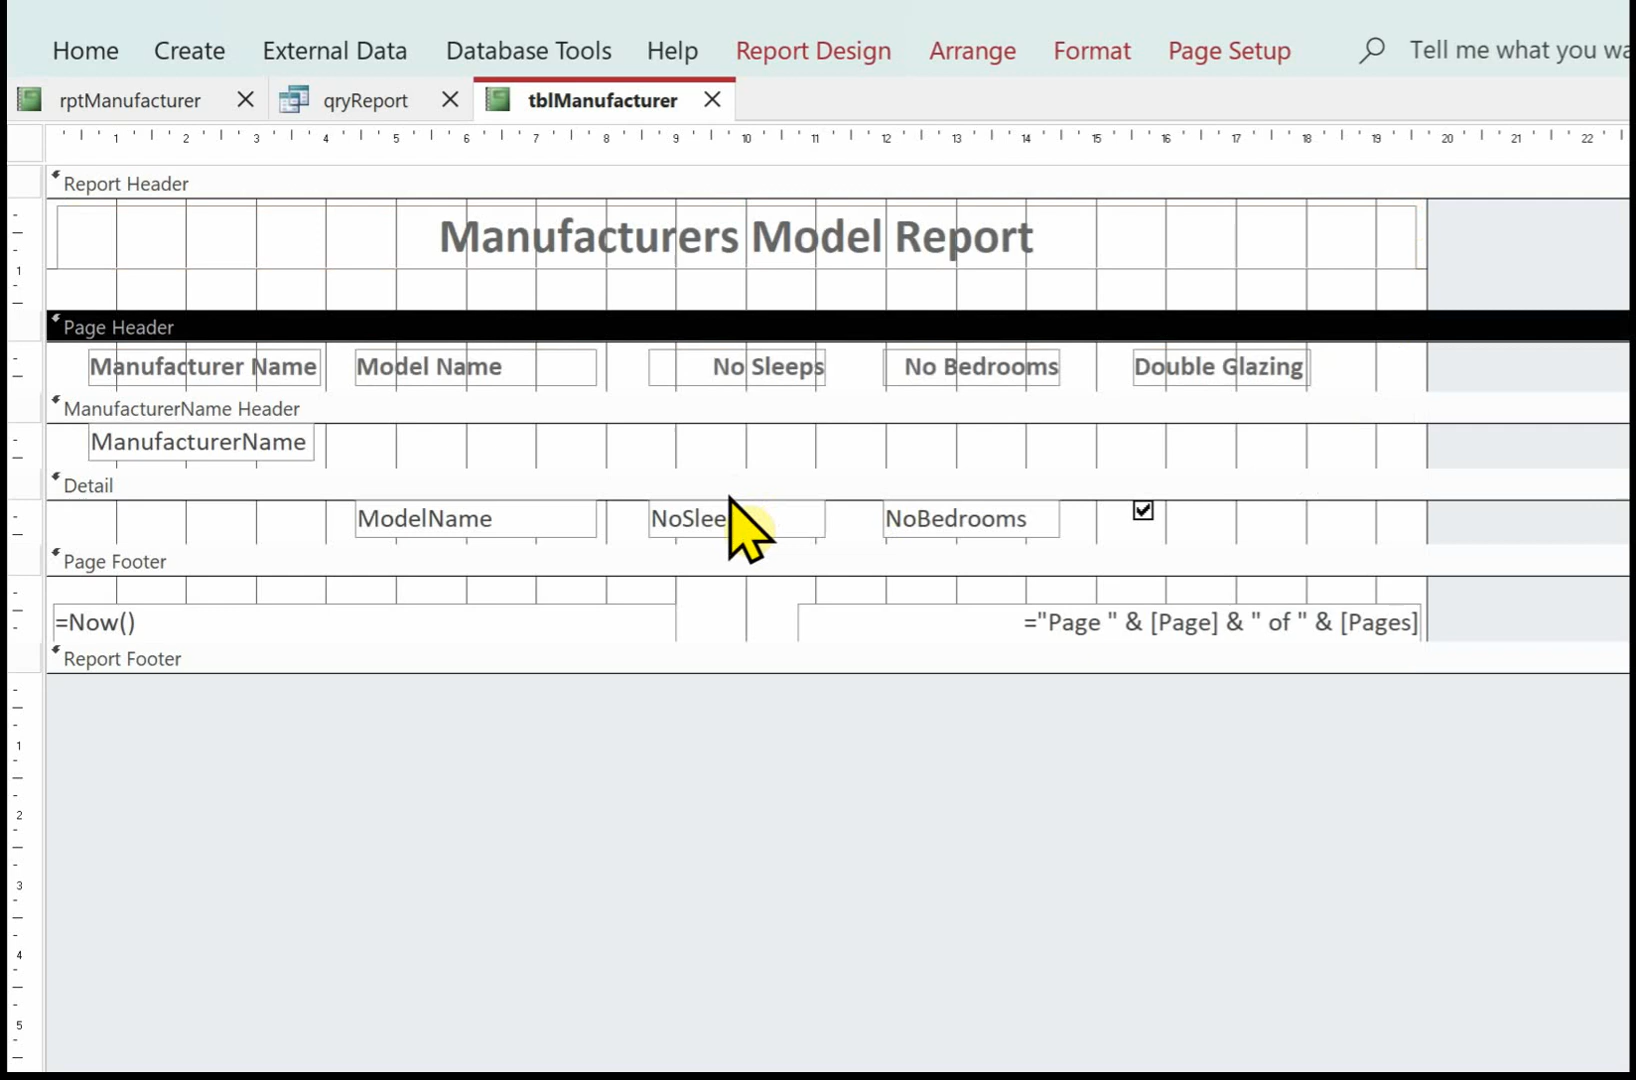 Home Create External Data Database Tools Help Report Design Arrange Format Page Setup Tell me what you wa
rptManufacturer qryReport tblManufacturer
1 2 3 4 5 6 7 8 9 10 11 12 13 14 15 16 17 18 19 20 21 22
Report Header
Manufacturers Model Report
1
Page Header
Manufacturer Name Model Name No Sleeps No Bedrooms Double Glazing
ManufacturerName Header
ManufacturerName
Detail
ModelName NoSlee NoBedrooms
Page Footer
=Now() ="Page " & [Page] & " of " & [Pages]
Report Footer
1
2
3
4
5